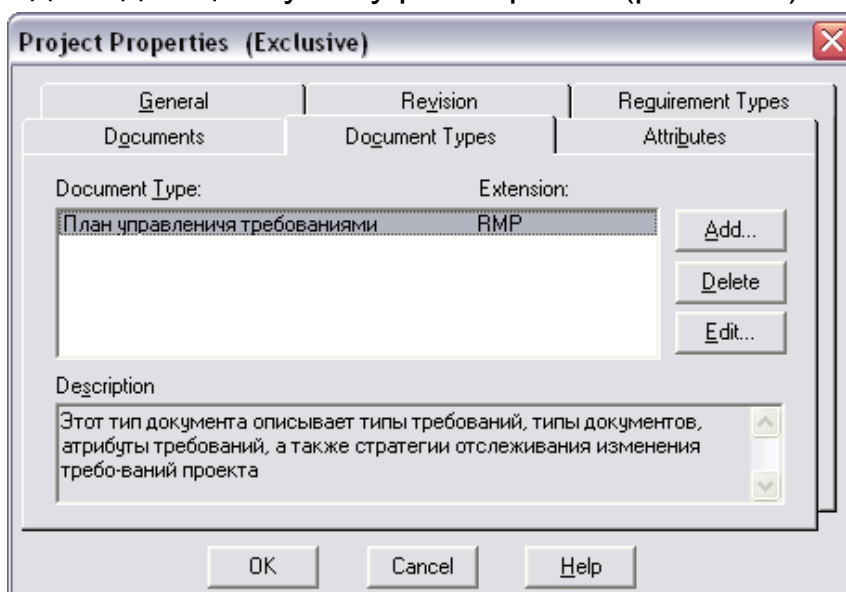 Project Properties (Exclusive)
General Revision Requirement Types
Documents Document Types Attributes
Document Type: Extension:
План управленичя требованиями RMP
Add...
Delete
Edit...
Description
Этот тип документа описывает типы требований, типы документов,
атрибуты требований, а также стратегии отслеживания изменения
требо-ваний проекта
OK Cancel Help